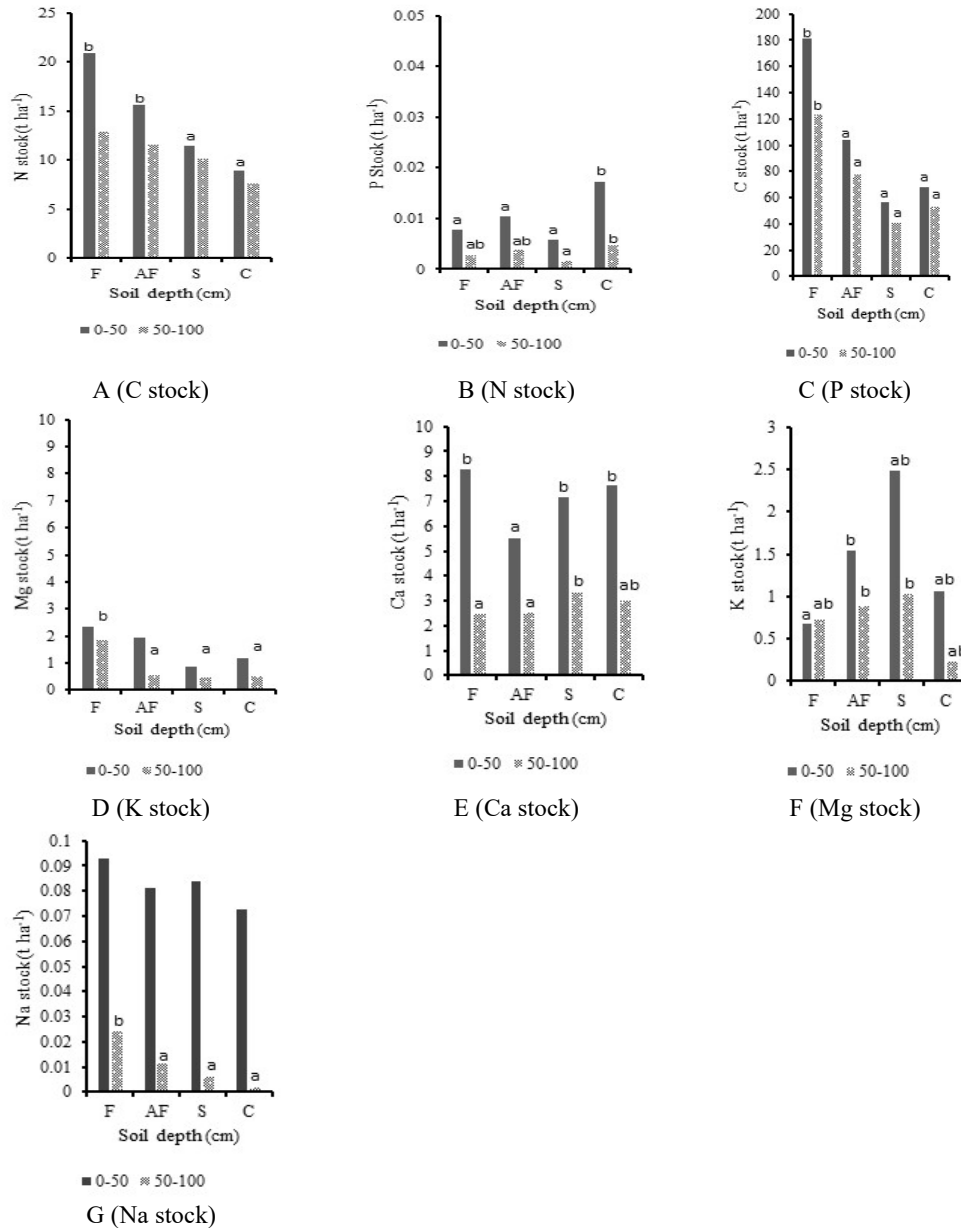 N stock (t ha-1)
25
20
15
10
5
0
b
b
a
a
F AF S C
Soil depth (cm)
0-50 50-100
A (C stock)
P Stock (t ha-1)
0.05
0.04
0.03
0.02
0.01
0
a ab
a ab
a a
b b
F AF S C
Soil depth (cm)
0-50 50-100
B (N stock)
C stock (t ha-1)
200
180
160
140
120
100
80
60
40
20
0
b b
a a
a a
a a
F AF S C
Soil depth (cm)
0-50 50-100
C (P stock)
Mg stock (t ha-1)
10
9
8
7
6
5
4
3
2
1
0
b
a
a
a
F AF S C
Soil depth (cm)
0-50 50-100
D (K stock)
Ca stock (t ha-1)
10
9
8
7
6
5
4
3
2
1
0
b a
a a
b b
b ab
F AF S C
Soil depth (cm)
0-50 50-100
E (Ca stock)
K stock (t ha-1)
3
2.5
2
1.5
1
0.5
0
a ab
b b
ab b
ab ab
F AF S C
Soil depth (cm)
0-50 50-100
F (Mg stock)
Na stock (t ha-1)
0.1
0.09
0.08
0.07
0.06
0.05
0.04
0.03
0.02
0.01
0
b
a
a
a
F AF S C
Soil depth (cm)
0-50 50-100
G (Na stock)